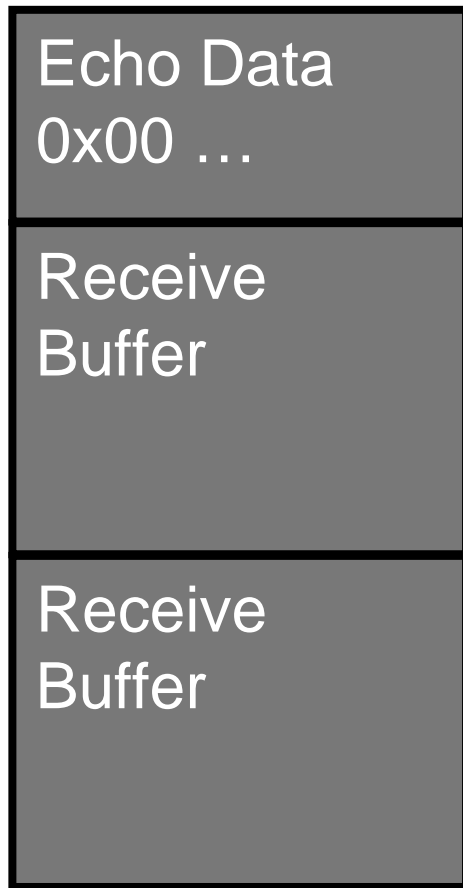 Echo Data
0x00 …
Receive
Buffer
Receive
Buffer